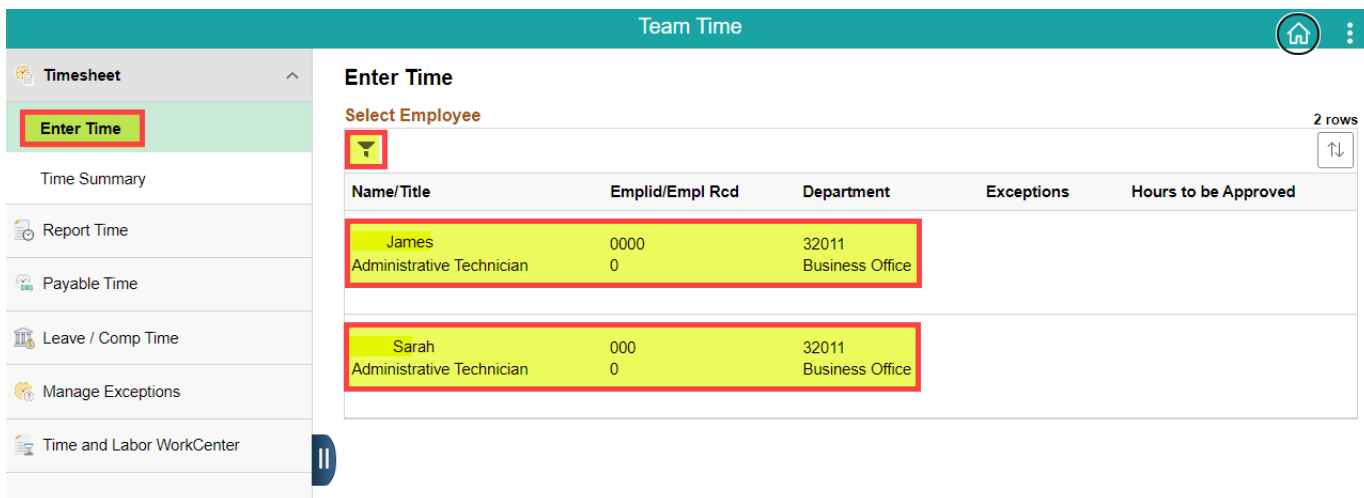 Team Time
Timesheet
Enter Time
Time Summary
Report Time
Payable Time
Leave / Comp Time
Manage Exceptions
Time and Labor WorkCenter
Enter Time
Select Employee
2 rows
Name/Title Emplid/Empl Rcd Department Exceptions Hours to be Approved
James 0000 32011
Administrative Technician 0 Business Office
Sarah 000 32011
Administrative Technician 0 Business Office